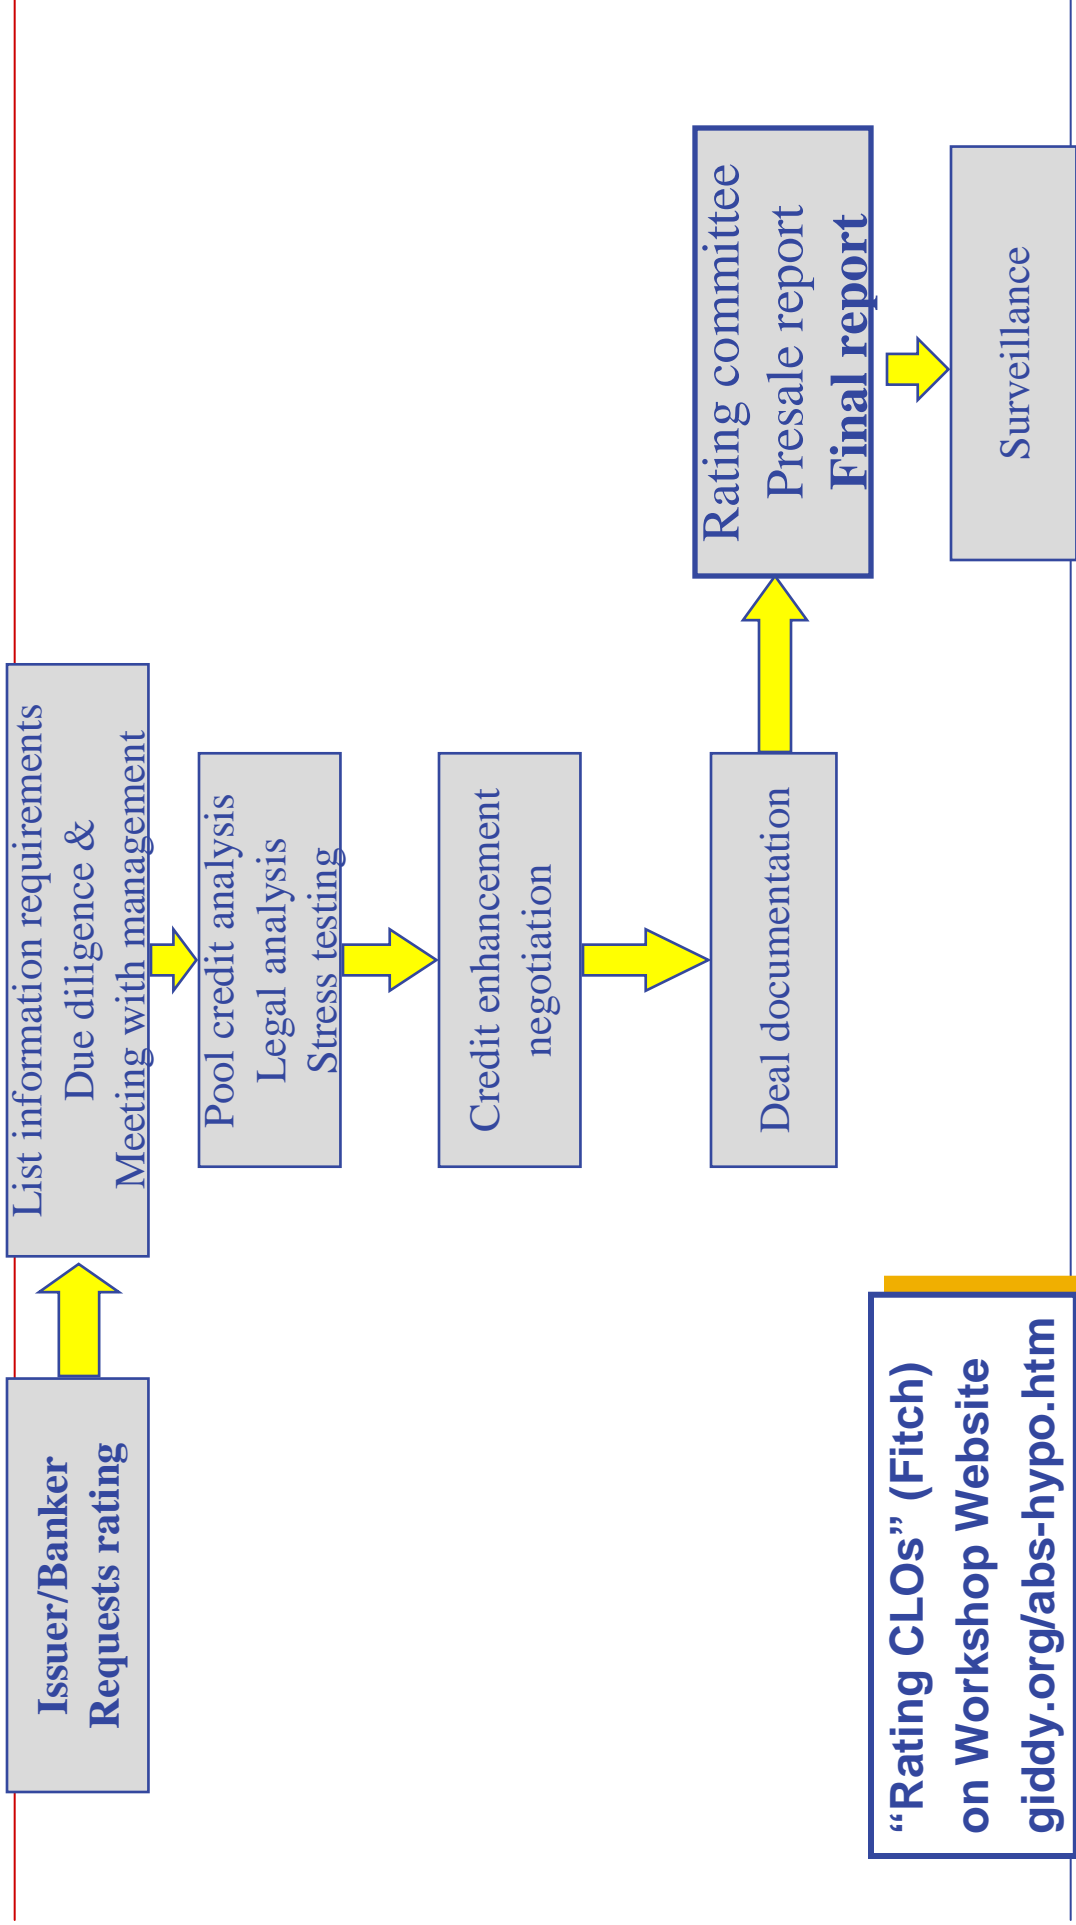 Issuer/Banker
Requests rating
List information requirements
Due diligence &
Meeting with management
Pool credit analysis
Legal analysis
Stress testing
Credit enhancement
negotiation
Deal documentation
Rating committee
Presale report
Final report
Surveillance
“Rating CLOs” (Fitch)
on Workshop Website
giddy.org/abs-hypo.htm